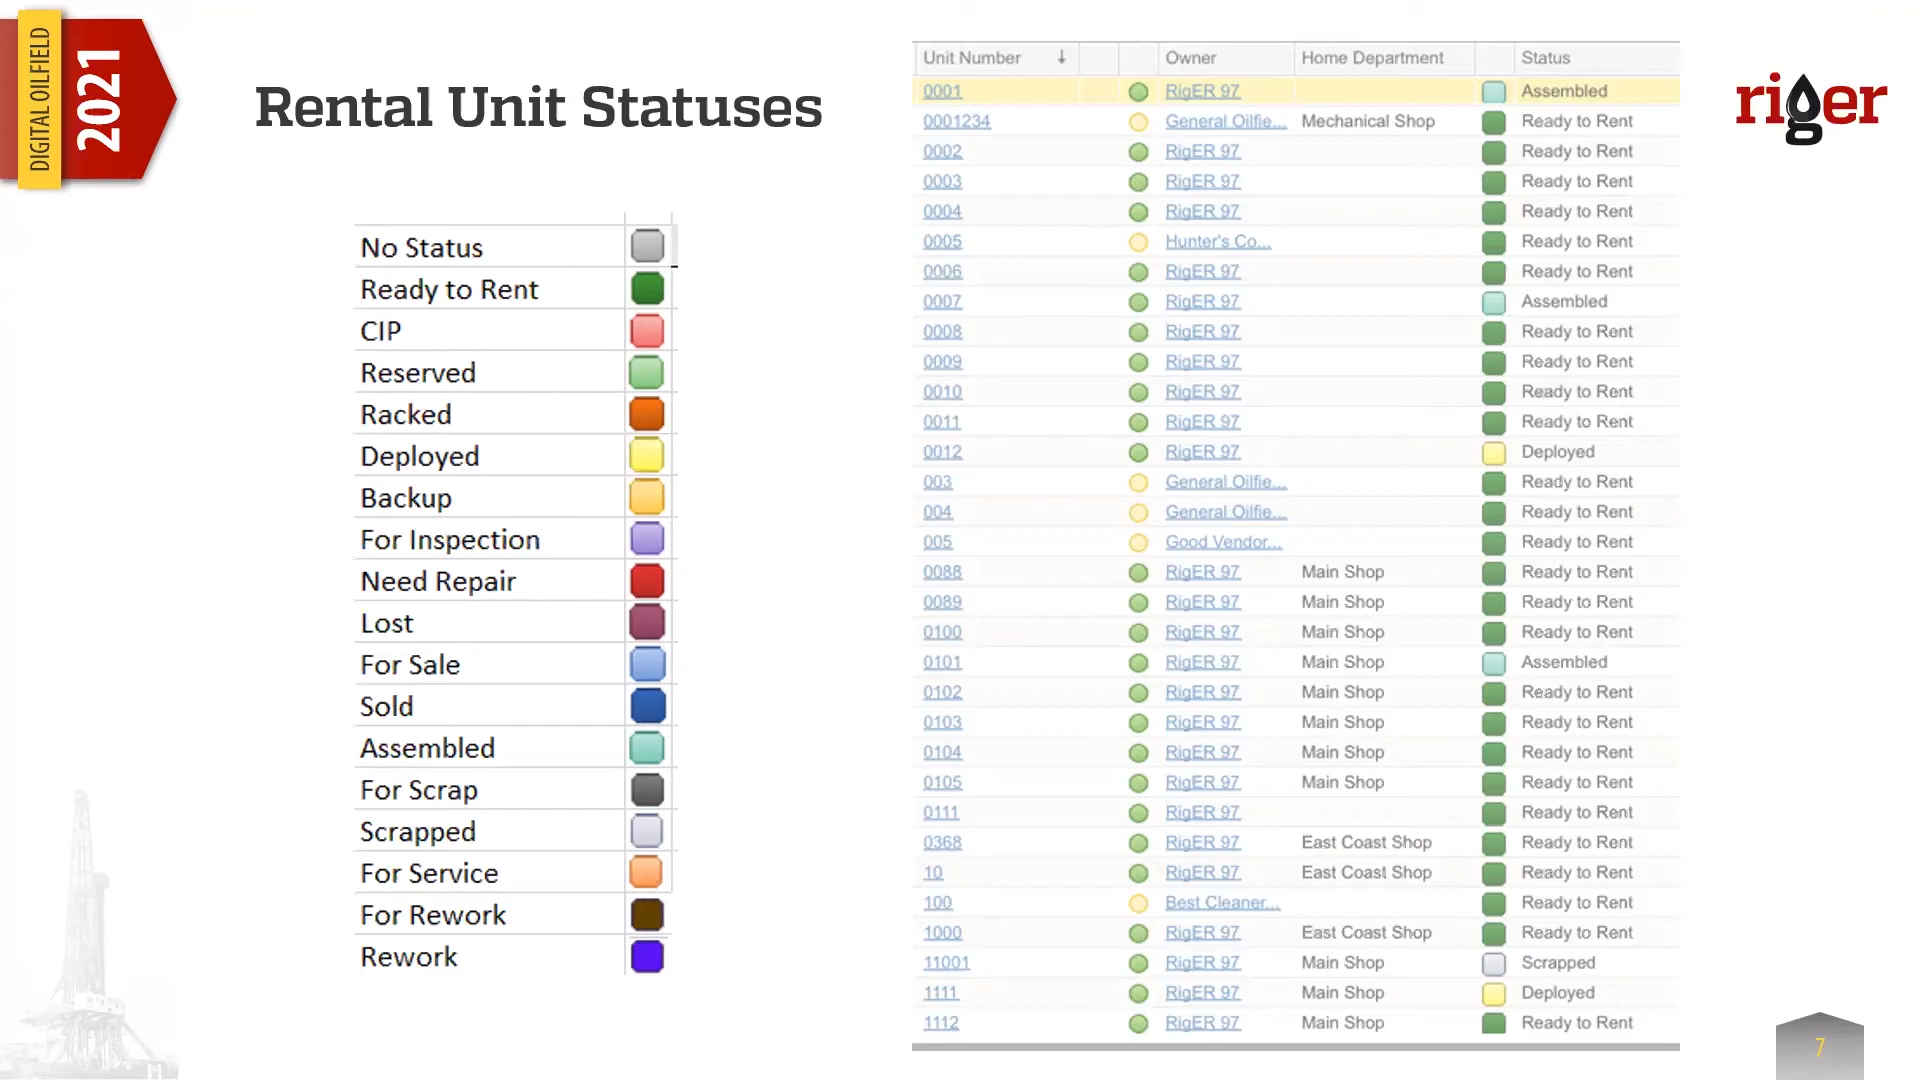 DIGITAL OILFIELD
2021
Rental Unit Statuses
riger
No Status
Ready to Rent
CIP
Reserved
Racked
Deployed
Backup
For Inspection
Need Repair
Lost
For Sale
Sold
Assembled
For Scrap
Scrapped
For Service
For Rework
Rework
Unit Number ↓ Owner Home Department Status
0001 RigER 97 Assembled
0001234 General Oilfie... Mechanical Shop Ready to Rent
0002 RigER 97 Ready to Rent
0003 RigER 97 Ready to Rent
0004 RigER 97 Ready to Rent
0005 Hunter's Co... Ready to Rent
0006 RigER 97 Ready to Rent
0007 RigER 97 Assembled
0008 RigER 97 Ready to Rent
0009 RigER 97 Ready to Rent
0010 RigER 97 Ready to Rent
0011 RigER 97 Ready to Rent
0012 RigER 97 Deployed
003 General Oilfie... Ready to Rent
004 General Oilfie... Ready to Rent
005 Good Vendor... Ready to Rent
0088 RigER 97 Main Shop Ready to Rent
0089 RigER 97 Main Shop Ready to Rent
0100 RigER 97 Main Shop Ready to Rent
0101 RigER 97 Main Shop Assembled
0102 RigER 97 Main Shop Ready to Rent
0103 RigER 97 Main Shop Ready to Rent
0104 RigER 97 Main Shop Ready to Rent
0105 RigER 97 Main Shop Ready to Rent
0111 RigER 97 Ready to Rent
0368 RigER 97 East Coast Shop Ready to Rent
10 RigER 97 East Coast Shop Ready to Rent
100 Best Cleaner... Ready to Rent
1000 RigER 97 East Coast Shop Ready to Rent
11001 RigER 97 Main Shop Scrapped
1111 RigER 97 Main Shop Deployed
1112 RigER 97 Main Shop Ready to Rent
7